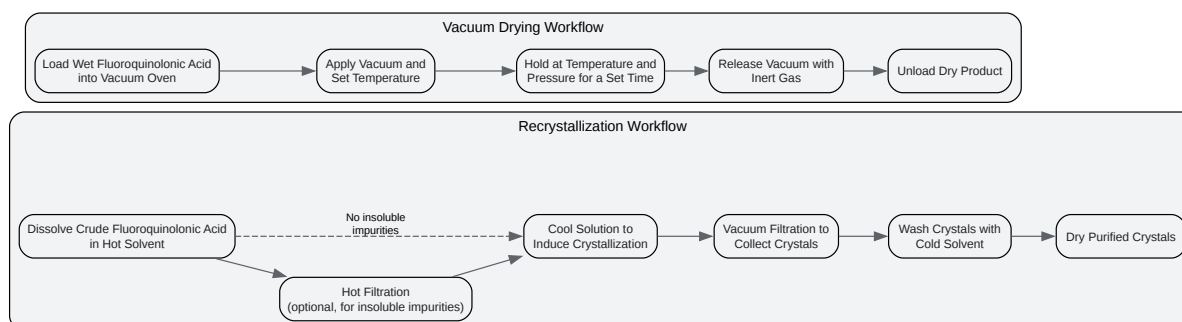 Vacuum Drying Workflow
Load Wet Fluoroquinolonic Acid
into Vacuum Oven
Apply Vacuum and
Set Temperature
Hold at Temperature and
Pressure for a Set Time
Release Vacuum with
Inert Gas
Unload Dry Product
Recrystallization Workflow
Dissolve Crude Fluoroquinolonic Acid
in Hot Solvent
No insoluble
impurities
Hot Filtration
(optional, for insoluble impurities)
Cool Solution to
Induce Crystallization
Vacuum Filtration to
Collect Crystals
Wash Crystals with
Cold Solvent
Dry Purified Crystals